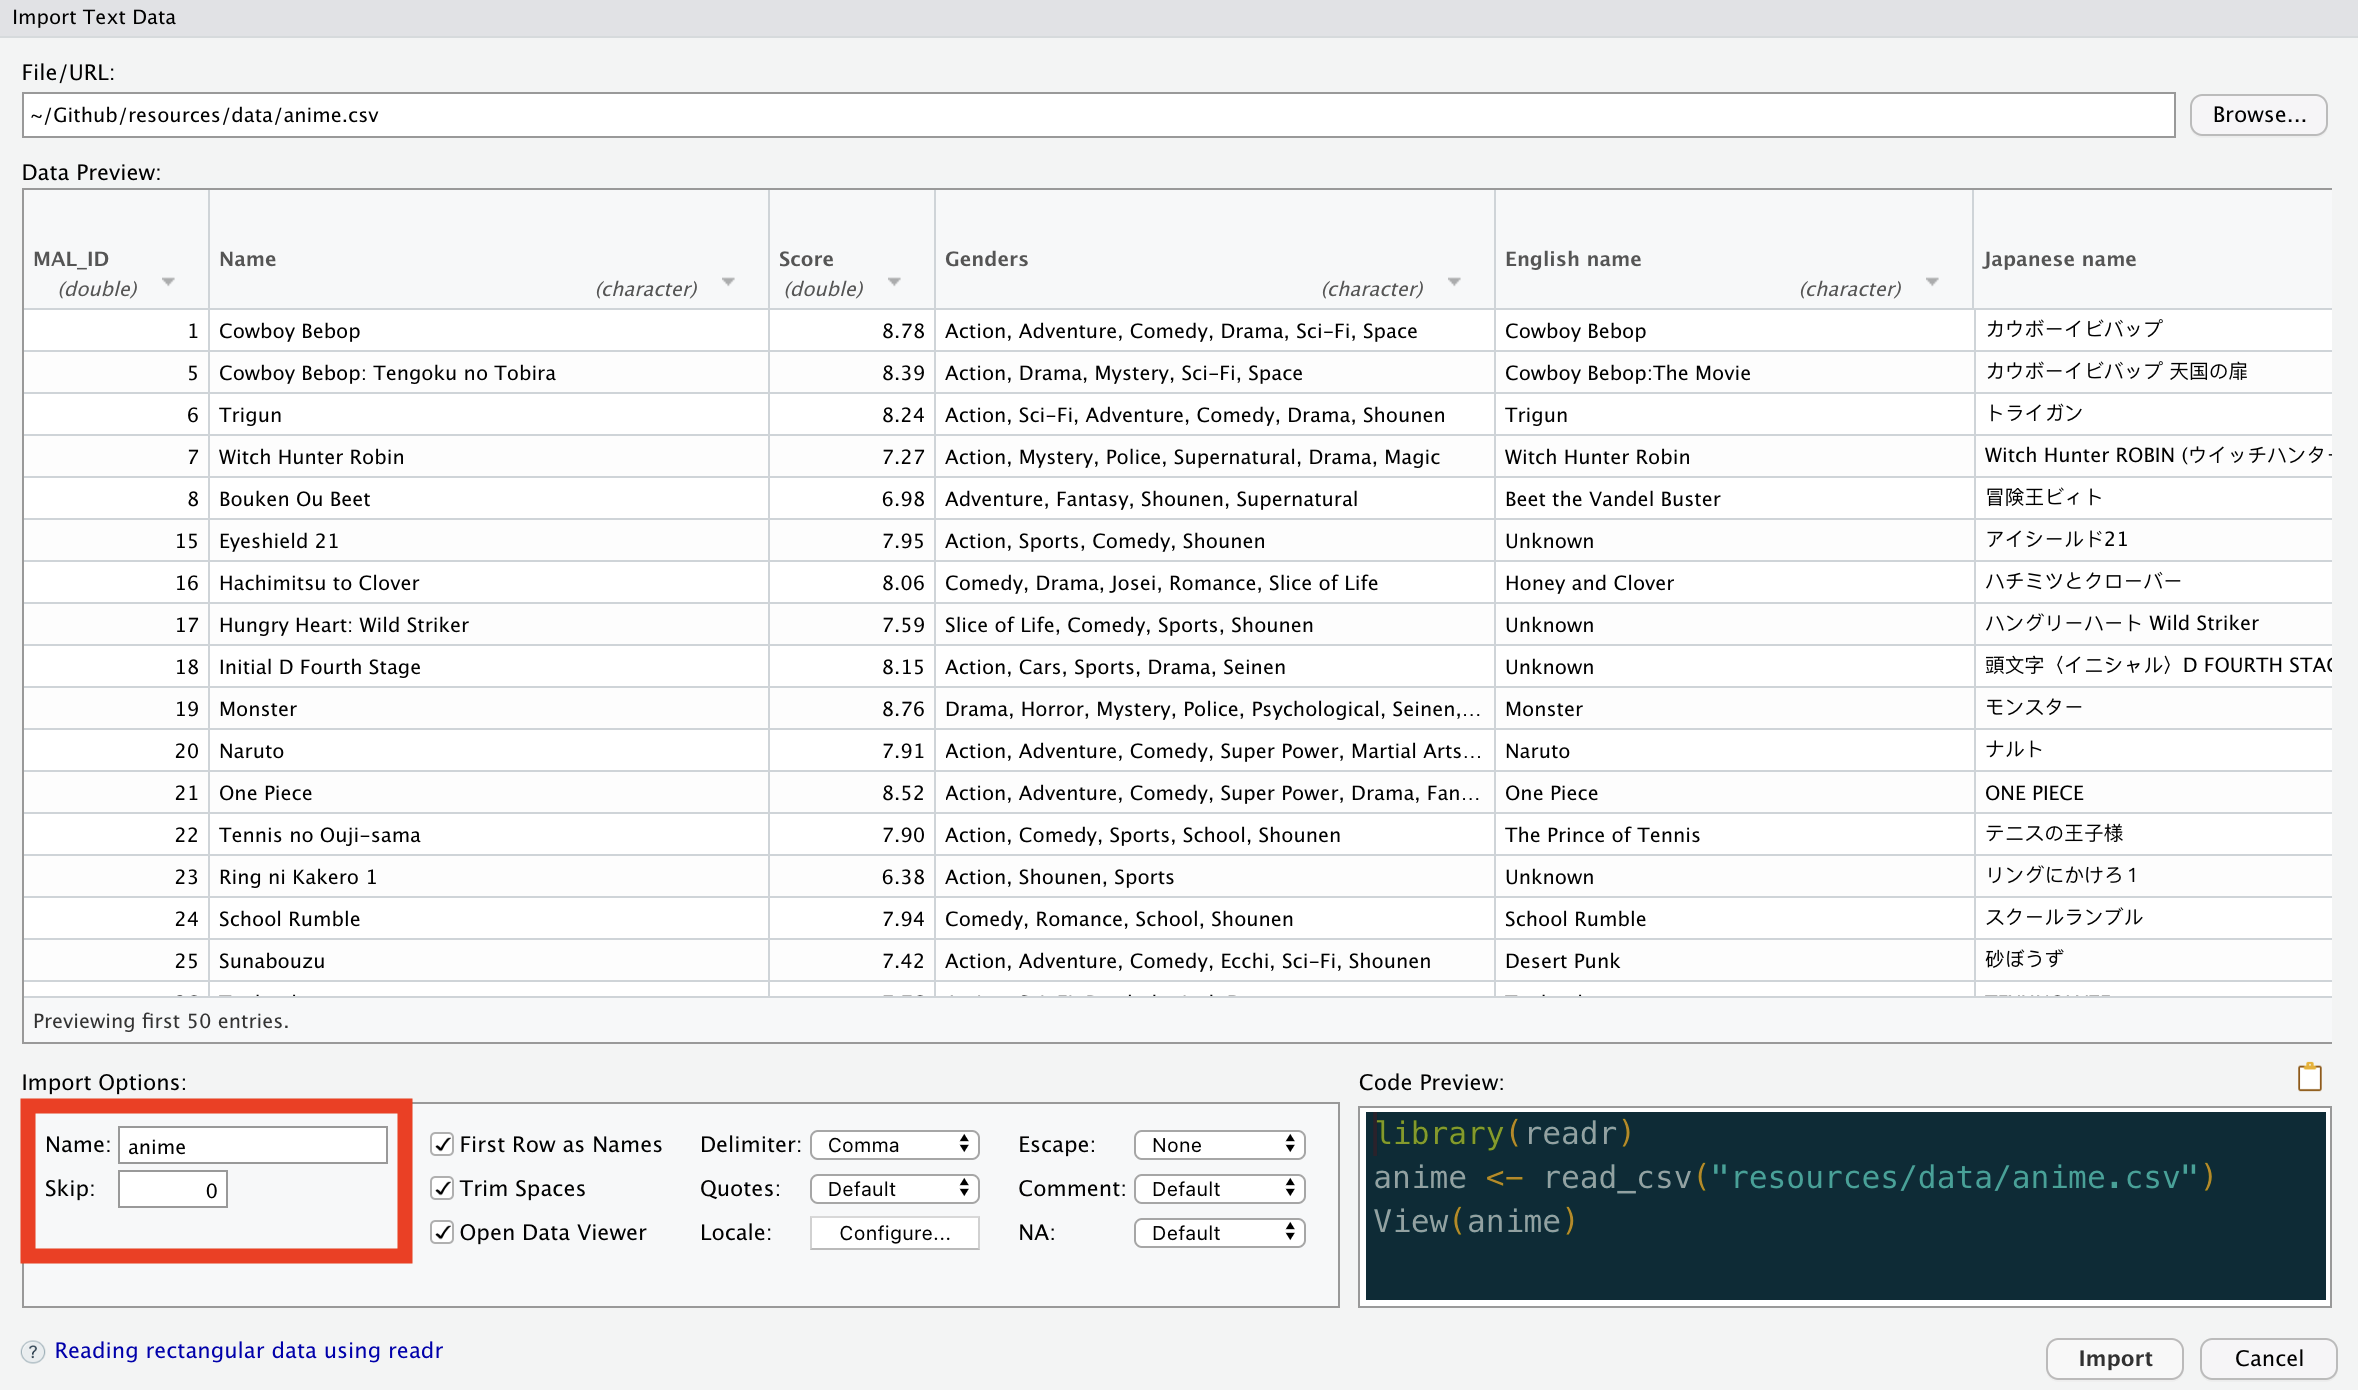 Import Text Data
File/URL:
~/Github/resources/data/anime.csv
Browse...
Data Preview:
MAL_ID (double) Name (character) Score (double) Genders (character) English name (character) Japanese name
1 Cowboy Bebop 8.78 Action, Adventure, Comedy, Drama, Sci-Fi, Space Cowboy Bebop カウボーイビバップ
5 Cowboy Bebop: Tengoku no Tobira 8.39 Action, Drama, Mystery, Sci-Fi, Space Cowboy Bebop:The Movie カウボーイビバップ 天国の扉
6 Trigun 8.24 Action, Sci-Fi, Adventure, Comedy, Drama, Shounen Trigun トライガン
7 Witch Hunter Robin 7.27 Action, Mystery, Police, Supernatural, Drama, Magic Witch Hunter Robin Witch Hunter ROBIN (ウイッチハンター
8 Bouken Ou Beet 6.98 Adventure, Fantasy, Shounen, Supernatural Beet the Vandel Buster 冒険王ビィト
15 Eyeshield 21 7.95 Action, Sports, Comedy, Shounen Unknown アイシールド21
16 Hachimitsu to Clover 8.06 Comedy, Drama, Josei, Romance, Slice of Life Honey and Clover ハチミツとクローバー
17 Hungry Heart: Wild Striker 7.59 Slice of Life, Comedy, Sports, Shounen Unknown ハングリーハート Wild Striker
18 Initial D Fourth Stage 8.15 Action, Cars, Sports, Drama, Seinen Unknown 頭文字〈イニシャル〉D FOURTH
19 Monster 8.76 Drama, Horror, Mystery, Police, Psychological, Seinen,... Monster モンスター
20 Naruto 7.91 Action, Adventure, Comedy, Super Power, Martial Arts... Naruto ナルト
21 One Piece 8.52 Action, Adventure, Comedy, Super Power, Drama, Fan... One Piece ONE PIECE
22 Tennis no Ouji-sama 7.90 Action, Comedy, Sports, School, Shounen The Prince of Tennis テニスの王子様
23 Ring ni Kakero 1 6.38 Action, Shounen, Sports Unknown リングにかけろ１
24 School Rumble 7.94 Comedy, Romance, School, Shounen School Rumble スクールランブル
25 Sunabouzu 7.42 Action, Adventure, Comedy, Ecchi, Sci-Fi, Shounen Desert Punk 砂ぼうず
Previewing first 50 entries.
Import Options:
Name: anime
Skip: 0
First Row as Names
Trim Spaces
Open Data Viewer
Delimiter: Comma
Quotes: Default
Locale: Configure...
Escape: None
Comment: Default
NA: Default
Code Preview:
library(readr)
anime <- read_csv("resources/data/anime.csv")
View(anime)
? Reading rectangular data using readr
Import
Cancel